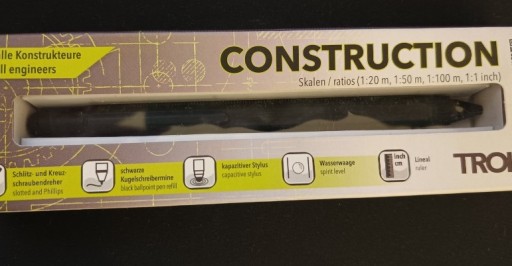 lle Konstrukteure
ll engineers
CONSTRUCTION
Skalen / ratios (1:20 m, 1:50 m, 1:100 m, 1:1 inch)
Schlitz- und Kreuz-
schraubendreher
slotted and Phillips
schwarze
Kugelschreibermine
black ballpoint pen refill
kapazitiver Stylus
capacitive stylus
Wasserwaage
spirit level
inch
cm
Lineal
ruler
TROI